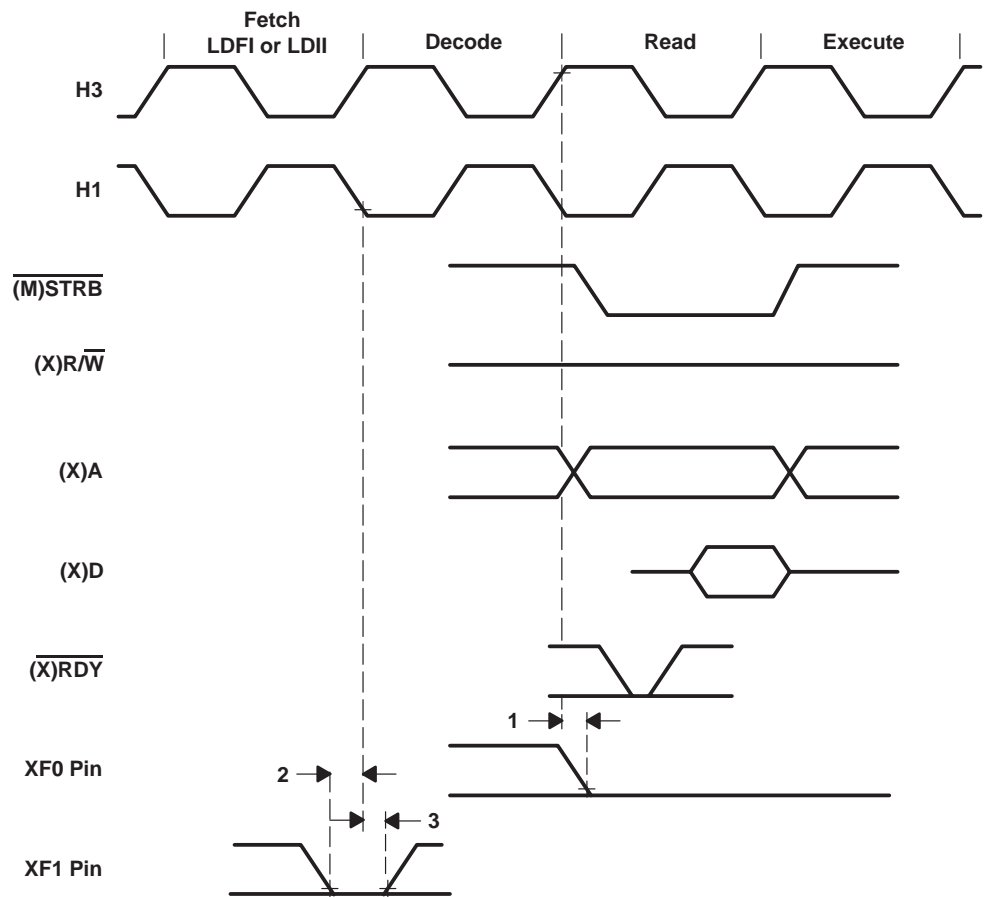 Fetch
LDFI or LDII
Decode
Read
Execute
H3
H1
(M)STRB
(X)R/W
(X)A
(X)D
(X)RDY
1
XF0 Pin
2
3
XF1 Pin